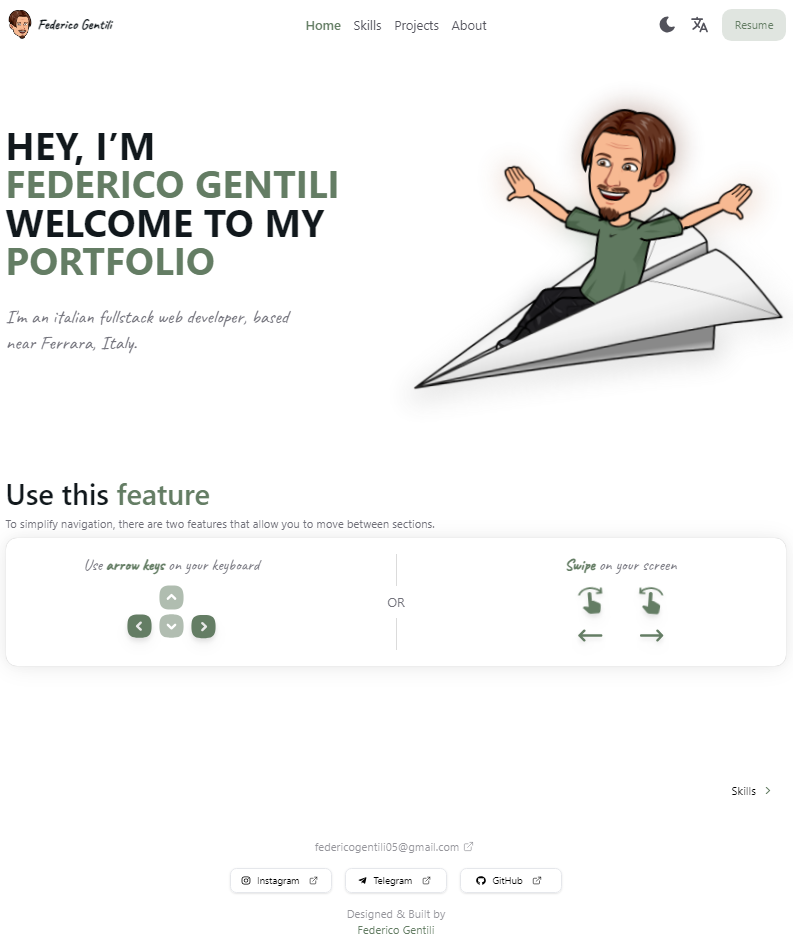 Federico Gentili
Home Skills Projects About
Resume
HEY, I’M
FEDERICO GENTILI
WELCOME TO MY
PORTFOLIO
I'm an italian fullstack web developer, based
near Ferrara, Italy.
Use this feature
To simplify navigation, there are two features that allow you to move between sections.
Use arrow keys on your keyboard
OR
Swipe on your screen
Skills
federicogentili05@gmail.com
Instagram Telegram GitHub
Designed & Built by
Federico Gentili